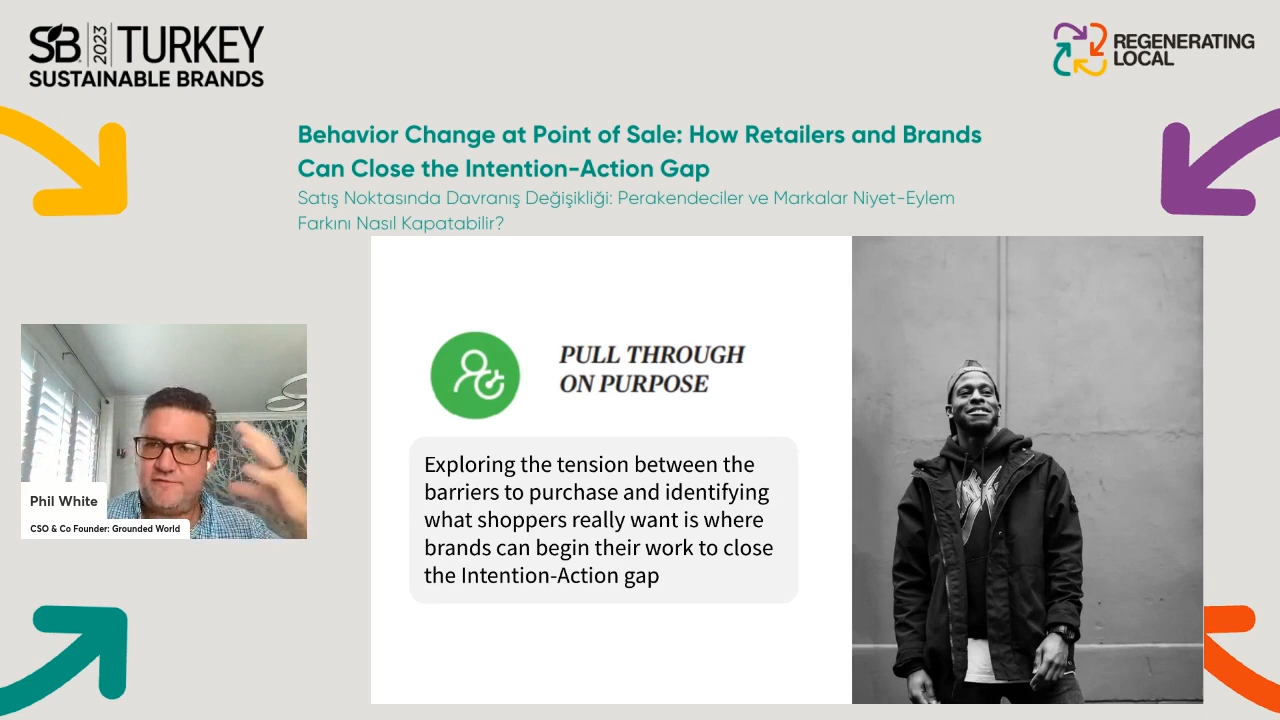 SB 2023 TURKEY
SUSTAINABLE BRANDS
REGENERATING
LOCAL
Behavior Change at Point of Sale: How Retailers and Brands
Can Close the Intention-Action Gap
Satış Noktasında Davranış Değişikliği: Perakendeciler ve Markalar Niyet-Eylem
Farkını Nasıl Kapatabilir?
PULL THROUGH
ON PURPOSE
Exploring the tension between the
barriers to purchase and identifying
what shoppers really want is where
brands can begin their work to close
the Intention-Action gap
Phil White
CSO & Co Founder: Grounded World